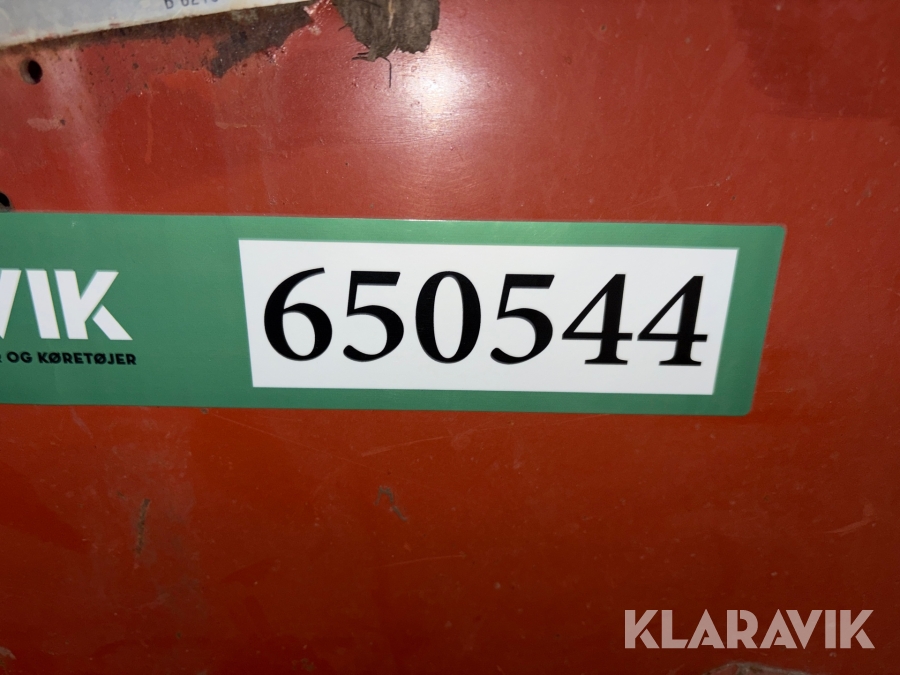 VIK
OG KØRETØJER
650544
KLARAVIK